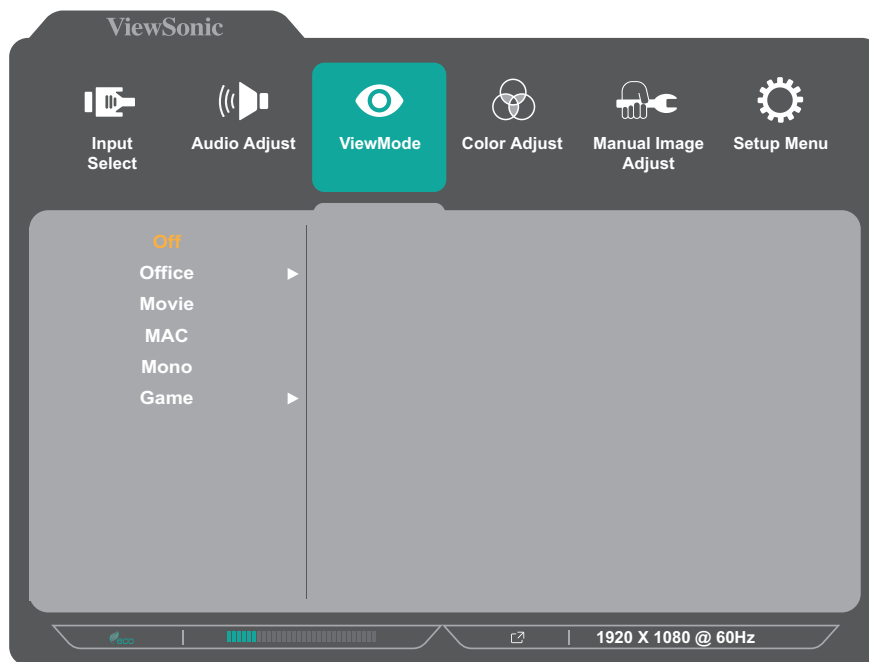 ViewSonic
Input
Select
Audio Adjust
ViewMode
Color Adjust
Manual Image
Adjust
Setup Menu
Off
Office
Movie
MAC
Mono
Game
eco
1920 X 1080 @ 60Hz